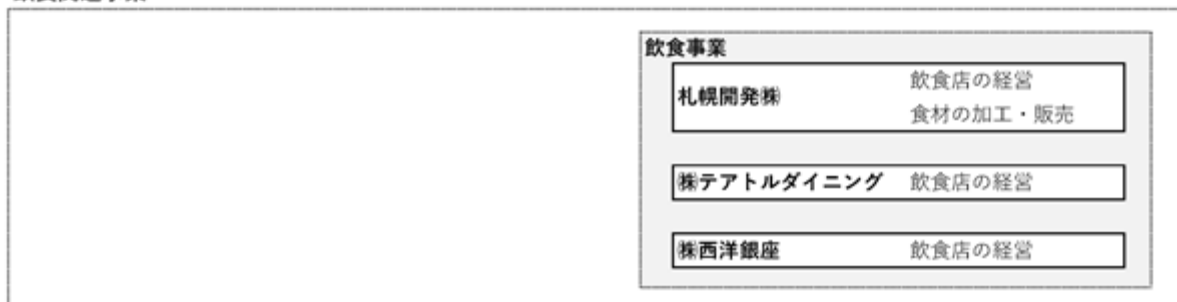 飲食事業
札幌開発㈱
飲食店の経営
食材の加工・販売
㈱テアトルダイニング 飲食店の経営
㈱西洋銀座 飲食店の経営